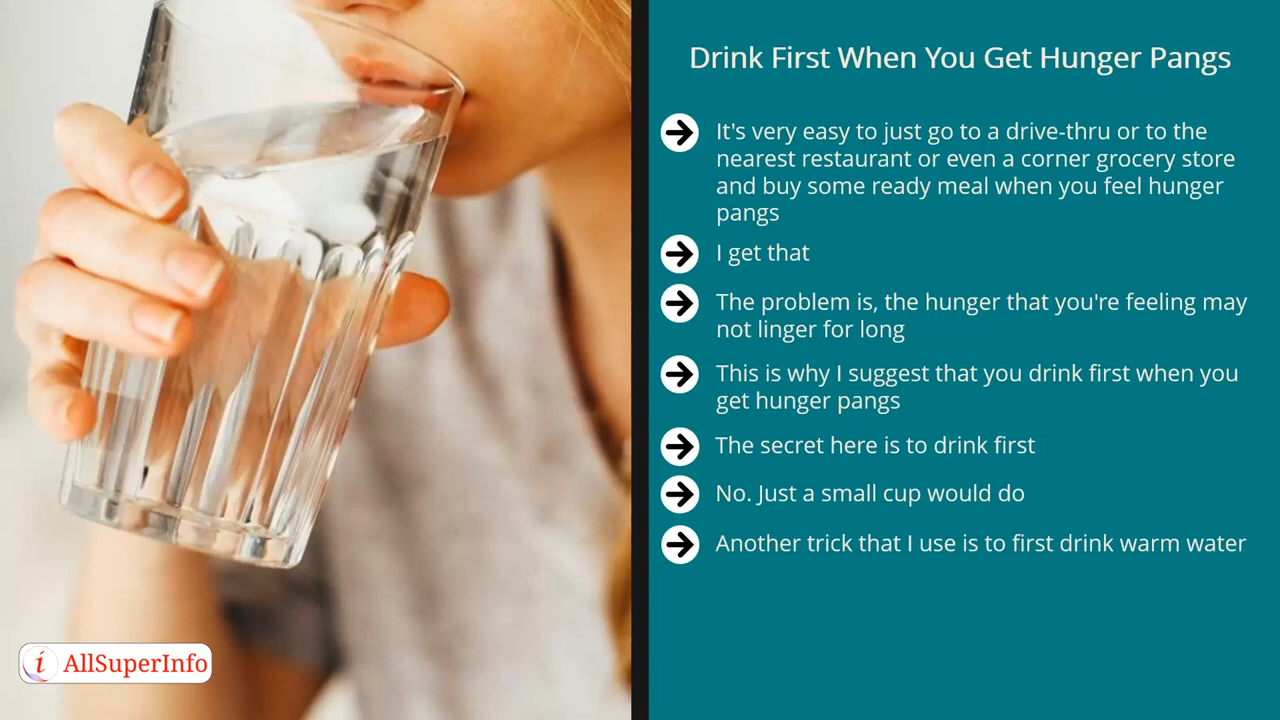 Drink First When You Get Hunger Pangs
It's very easy to just go to a drive-thru or to the
nearest restaurant or even a corner grocery store
and buy some ready meal when you feel hunger
pangs
I get that
The problem is, the hunger that you're feeling may
not linger for long
This is why I suggest that you drink first when you
get hunger pangs
The secret here is to drink first
No. Just a small cup would do
Another trick that I use is to first drink warm water
i AllSuperInfo